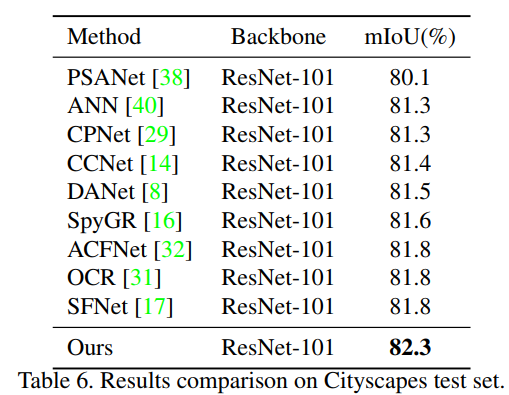 Method Backbone mIoU(%)
PSANet [38] ResNet-101 80.1
ANN [40] ResNet-101 81.3
CPNet [29] ResNet-101 81.3
CCNet [14] ResNet-101 81.4
DANet [8] ResNet-101 81.5
SpyGR [16] ResNet-101 81.6
ACFNet [32] ResNet-101 81.8
OCR [31] ResNet-101 81.8
SFNet [17] ResNet-101 81.8
Ours ResNet-101 82.3
Table 6. Results comparison on Cityscapes test set.